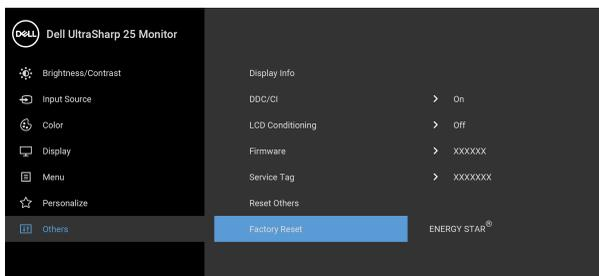 DELL Dell UltraSharp 25 Monitor
Brightness/Contrast
Display Info
Input Source
DDC/CI > On
Color
LCD Conditioning > Off
Display
Firmware > XXXXXX
Menu
Service Tag > XXXXXXX
Personalize
Reset Others
Others
Factory Reset ENERGY STAR®